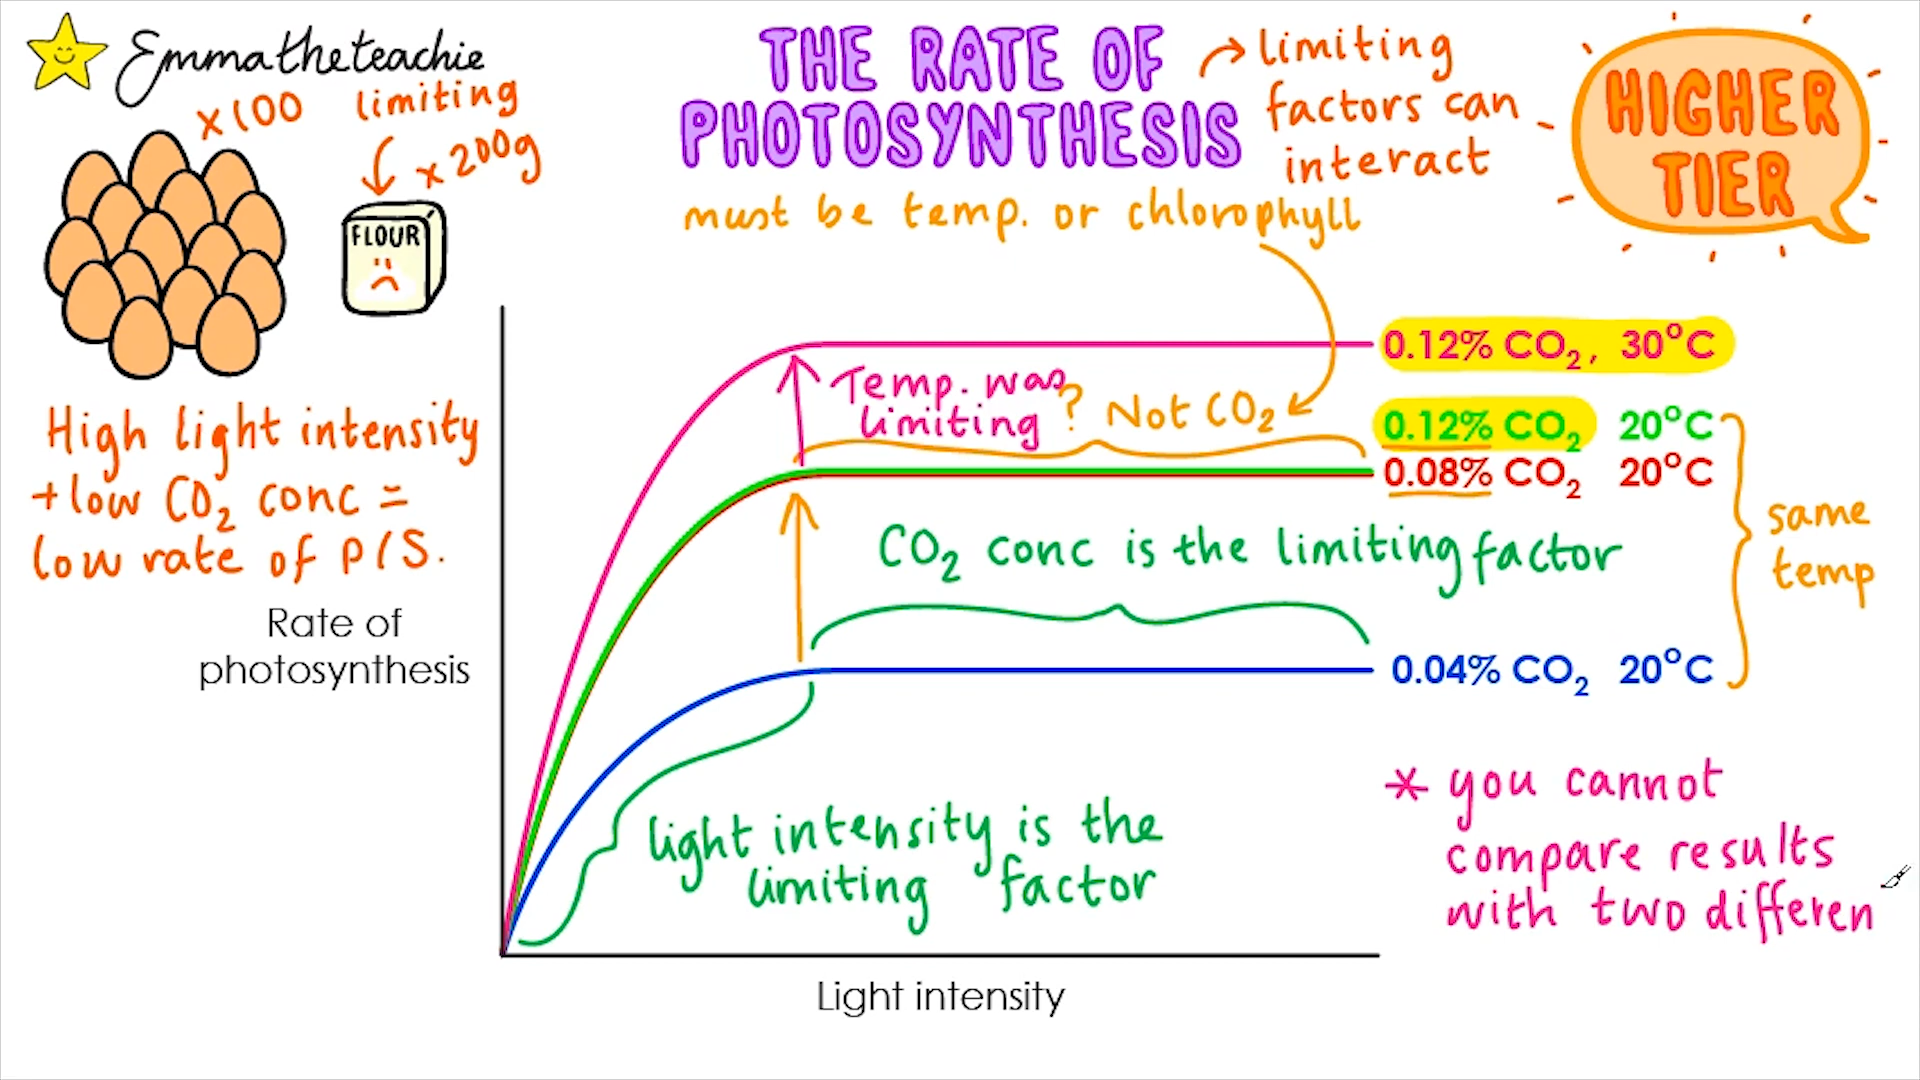 Emmatheteachie
x100
limiting
x200g
FLOUR
THE RATE OF
PHOTOSYNTHESIS
limiting
factors can
interact
HIGHER
TIER
must be temp. or chlorophyll
High light intensity
+low CO₂ conc =
low rate of P/S.
Rate of
photosynthesis
Temp. was
limiting
? Not CO₂
0.12% CO₂, 30°C
0.12% CO₂ 20°C
0.08% CO₂ 20°C
CO₂ conc is the limiting factor
same
temp
0.04% CO₂ 20°C
light intensity is the
limiting factor
* you cannot
compare results
with two differen
Light intensity